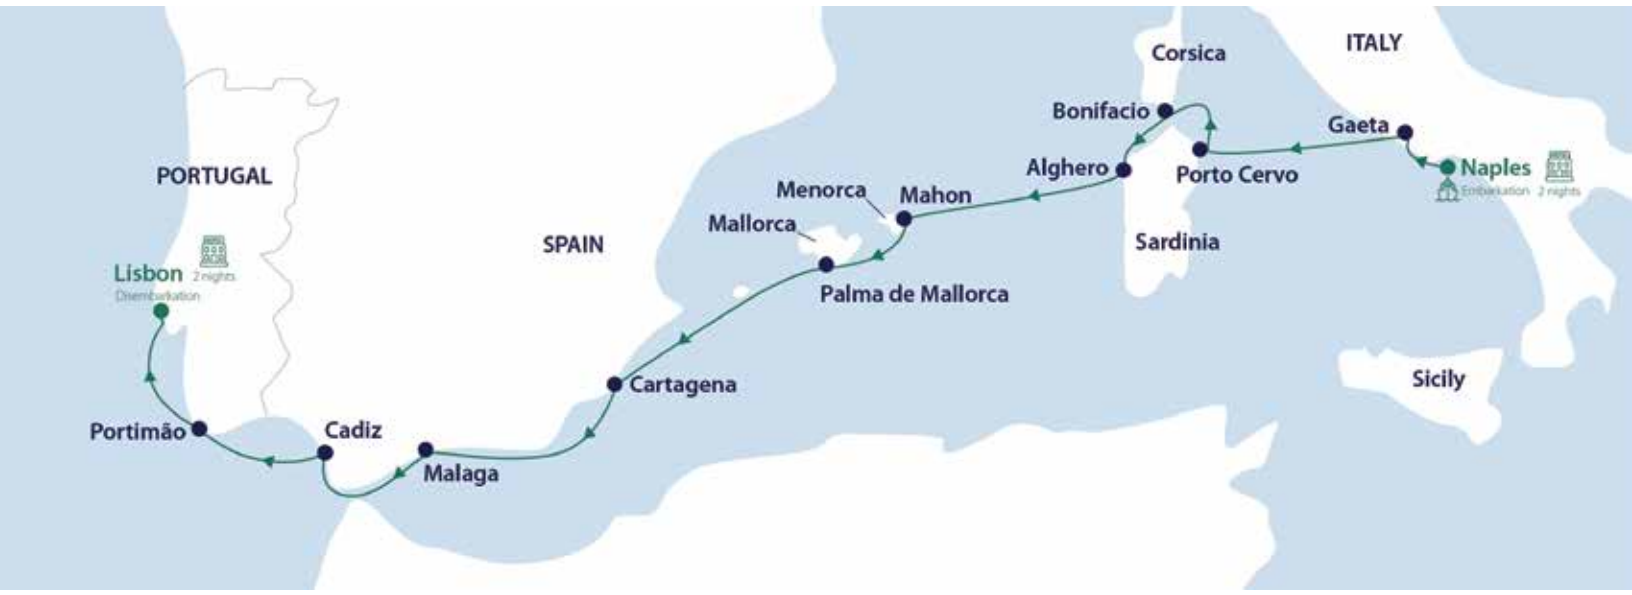 ITALY
Corsica
Bonifacio
Gaeta
Alghero
Porto Cervo
Naples
Embarkation 2 nights
PORTUGAL
Menorca
Mahon
Mallorca
SPAIN
Sardinia
Lisbon 2 nights
Disembarkation
Palma de Mallorca
Cartagena
Sicily
Portimão
Cadiz
Malaga